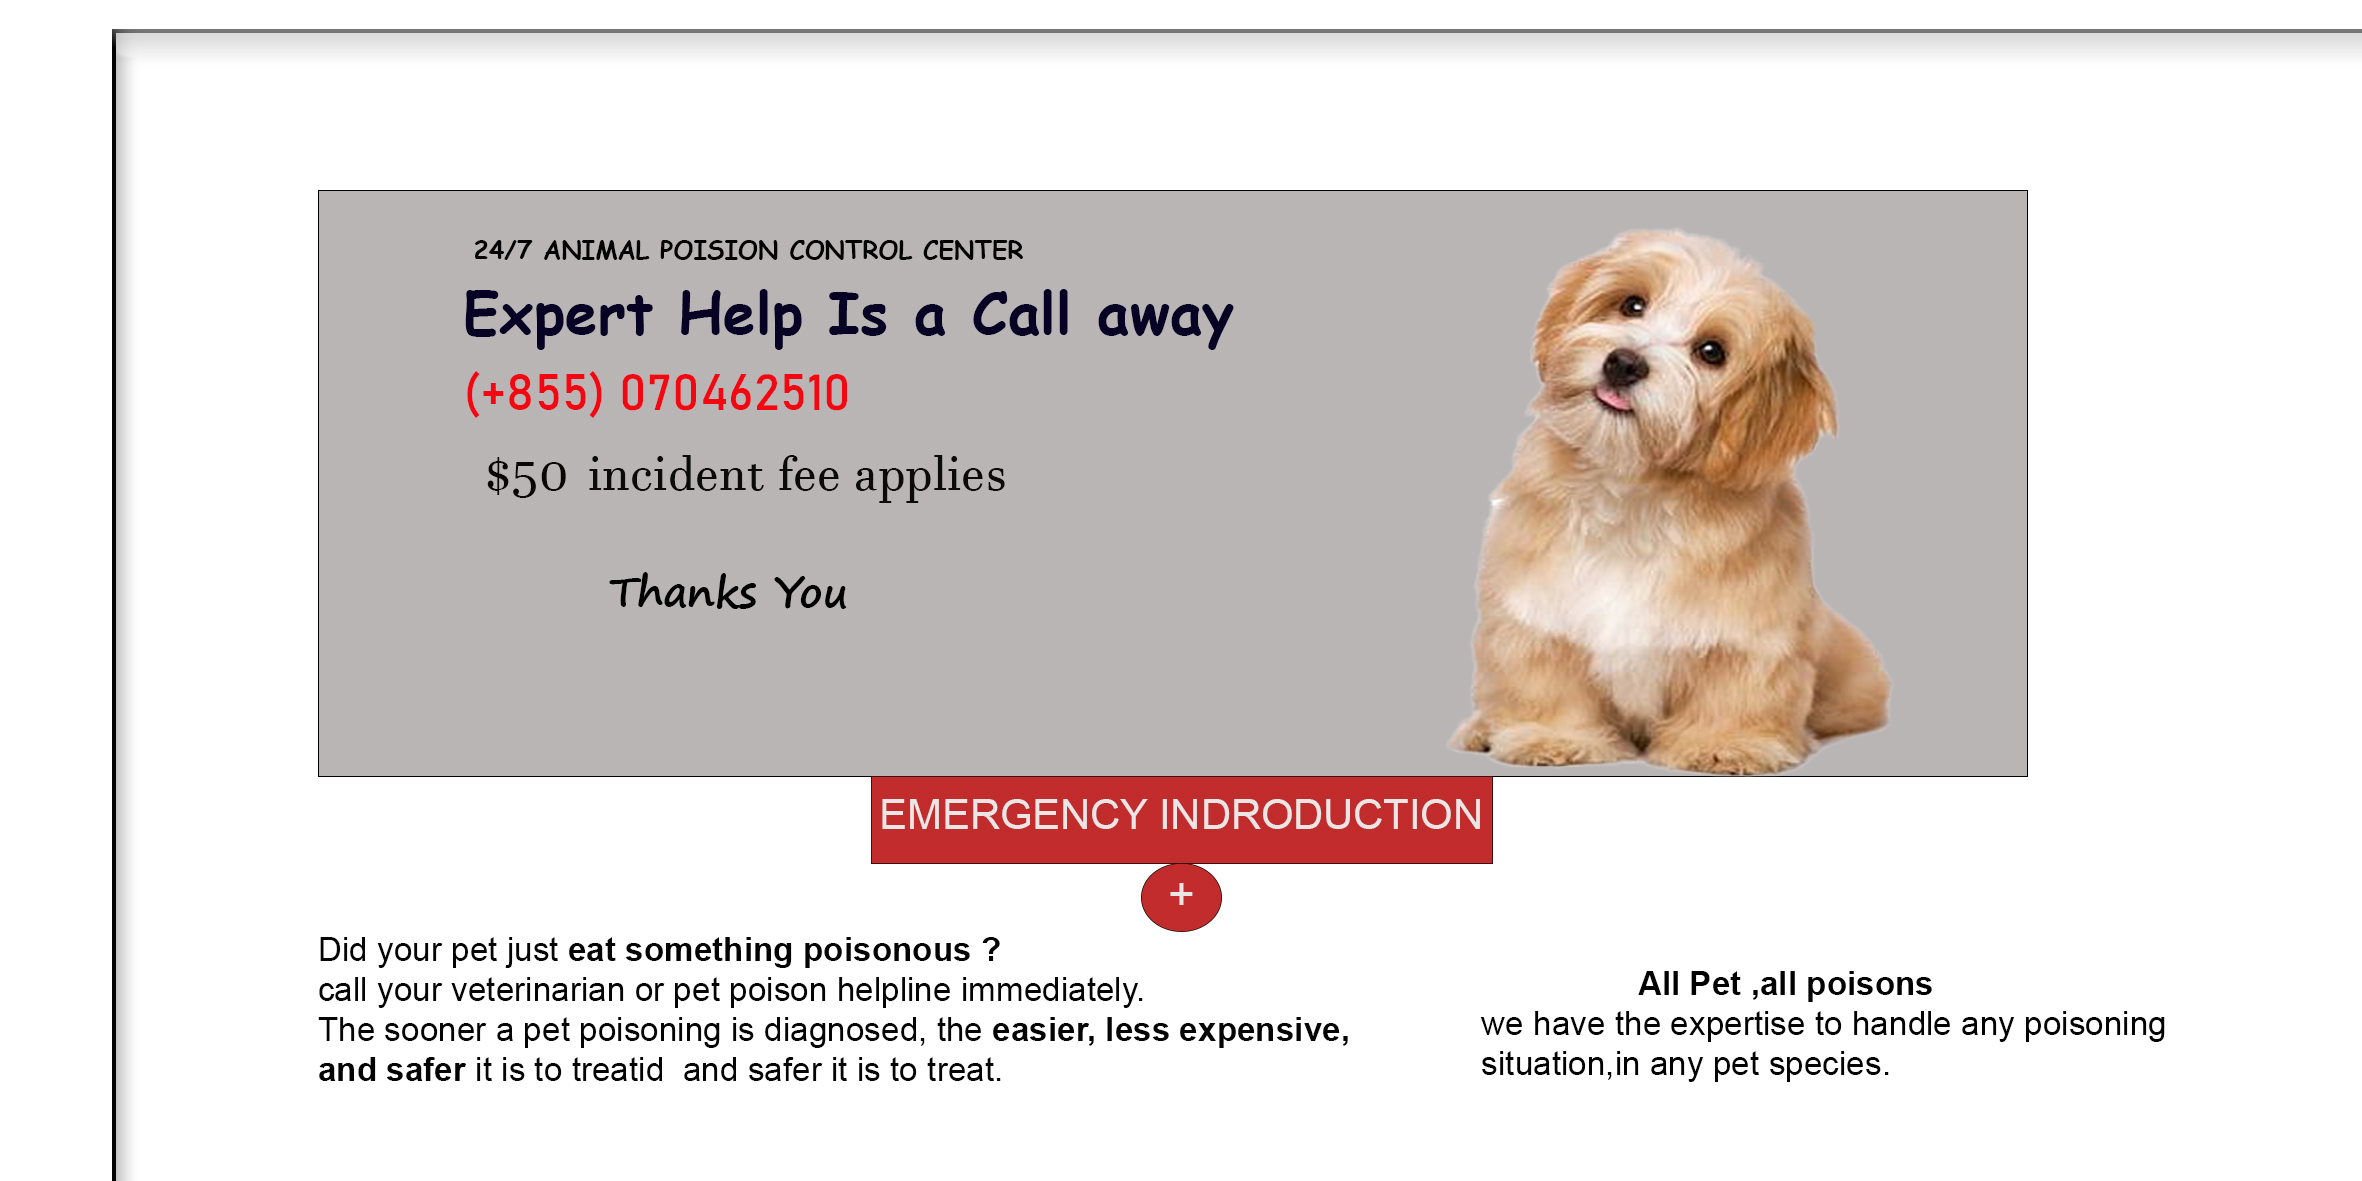 24/7 ANIMAL POISION CONTROL CENTER
Expert Help Is a Call away
(+855) 070462510
$50 incident fee applies
Thanks You
EMERGENCY INDRODUCTION
+
Did your pet just eat something poisonous ?
call your veterinarian or pet poison helpline immediately.
The sooner a pet poisoning is diagnosed, the easier, less expensive,
and safer it is to treatid  and safer it is to treat.
All Pet ,all poisons
we have the expertise to handle any poisoning
situation,in any pet species.